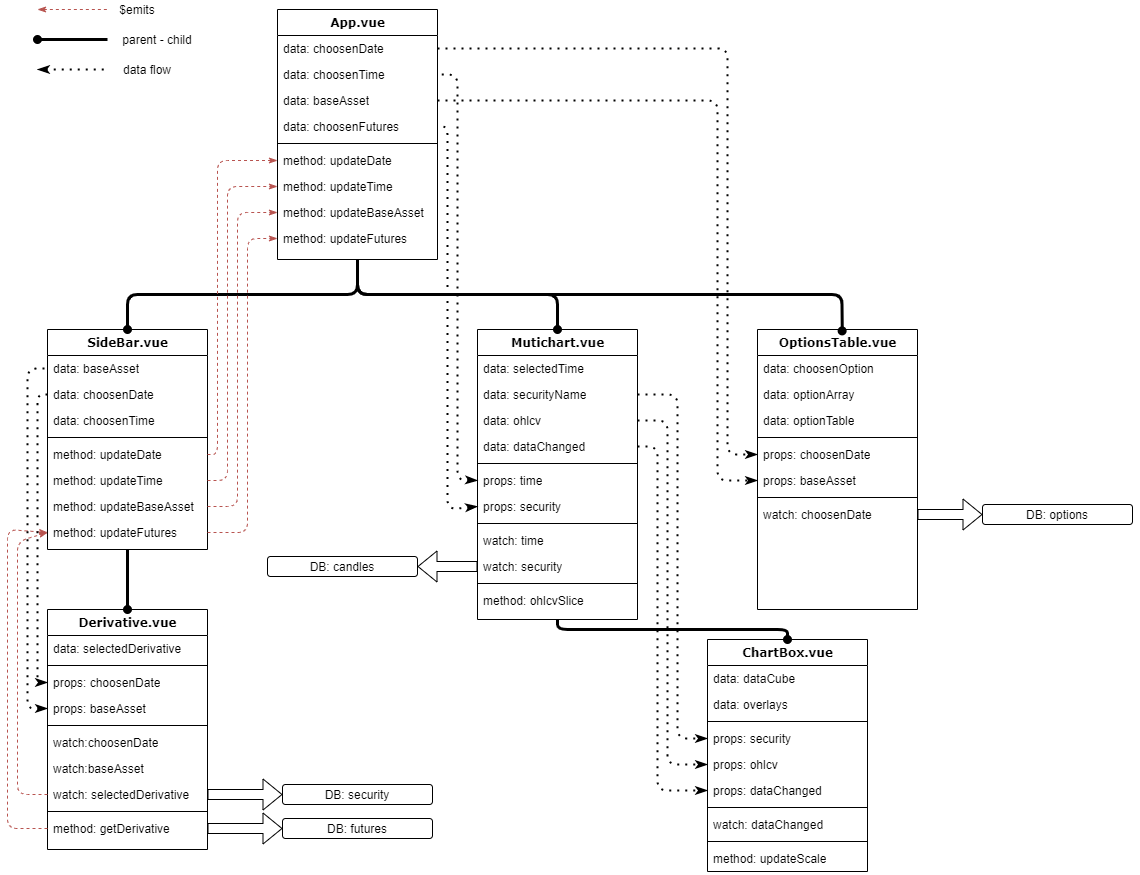 $emits
parent - child
data flow
App.vue
data: choosenDate
data: choosenTime
data: baseAsset
data: choosenFutures
method: updateDate
method: updateTime
method: updateBaseAsset
method: updateFutures
SideBar.vue
data: baseAsset
data: choosenDate
data: choosenTime
method: updateDate
method: updateTime
method: updateBaseAsset
method: updateFutures
Mutichart.vue
data: selectedTime
data: securityName
data: ohlcv
data: dataChanged
props: time
props: security
watch: time
watch: security
method: ohlcvSlice
DB: candles
OptionsTable.vue
data: choosenOption
data: optionArray
data: optionTable
props: choosenDate
props: baseAsset
watch: choosenDate
DB: options
Derivative.vue
data: selectedDerivative
props: choosenDate
props: baseAsset
watch:choosenDate
watch:baseAsset
watch: selectedDerivative
method: getDerivative
DB: security
DB: futures
ChartBox.vue
data: dataCube
data: overlays
props: security
props: ohlcv
props: dataChanged
watch: dataChanged
method: updateScale